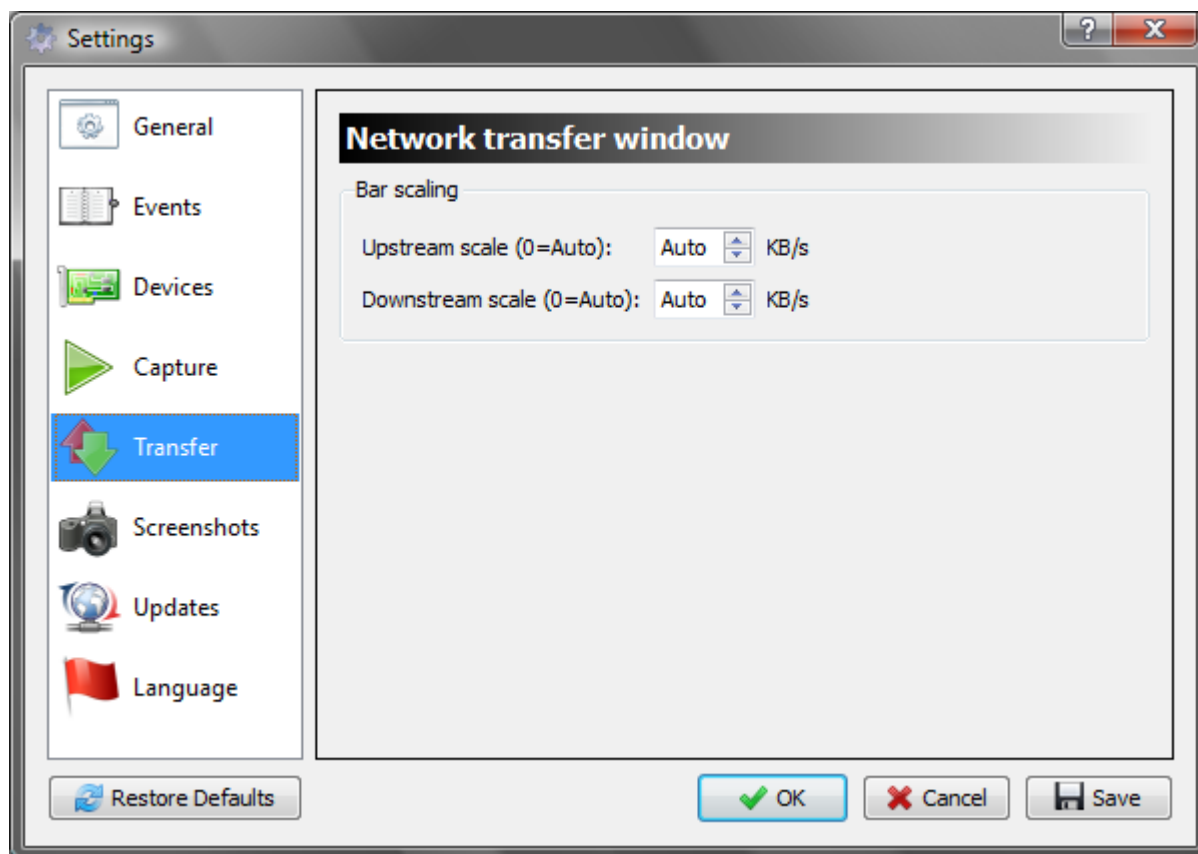 Settings
General
Events
Devices
Capture
Transfer
Screenshots
Updates
Language
Network transfer window
Bar scaling
Upstream scale (0=Auto): Auto KB/s
Downstream scale (0=Auto): Auto KB/s
Restore Defaults
OK
Cancel
Save